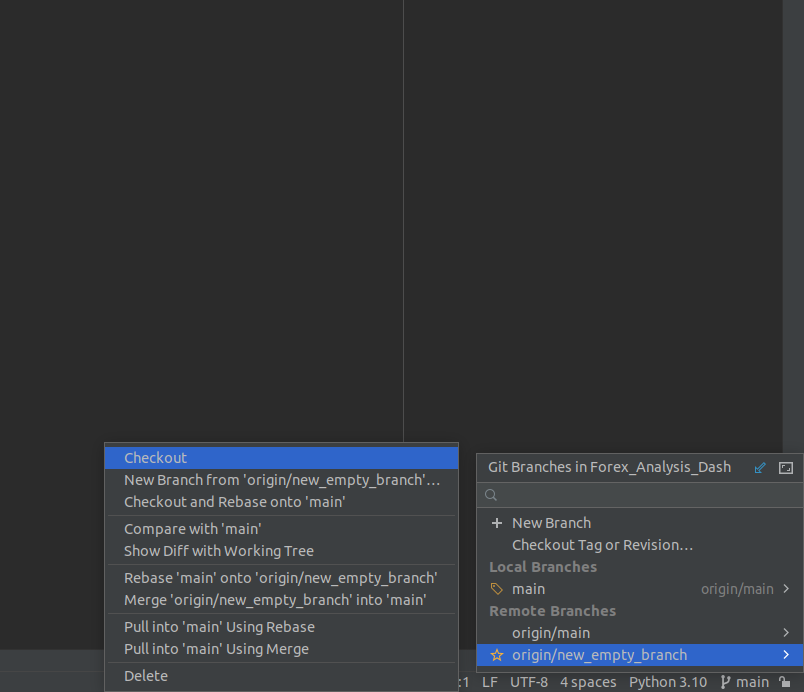 Checkout
New Branch from 'origin/new_empty_branch'...
Checkout and Rebase onto 'main'
Compare with 'main'
Show Diff with Working Tree
Rebase 'main' onto 'origin/new_empty_branch'
Merge 'origin/new_empty_branch' into 'main'
Pull into 'main' Using Rebase
Pull into 'main' Using Merge
Delete
Git Branches in Forex_Analysis_Dash
New Branch
Checkout Tag or Revision...
Local Branches
main origin/main
Remote Branches
origin/main
origin/new_empty_branch
:1 LF UTF-8 4 spaces Python 3.10 main